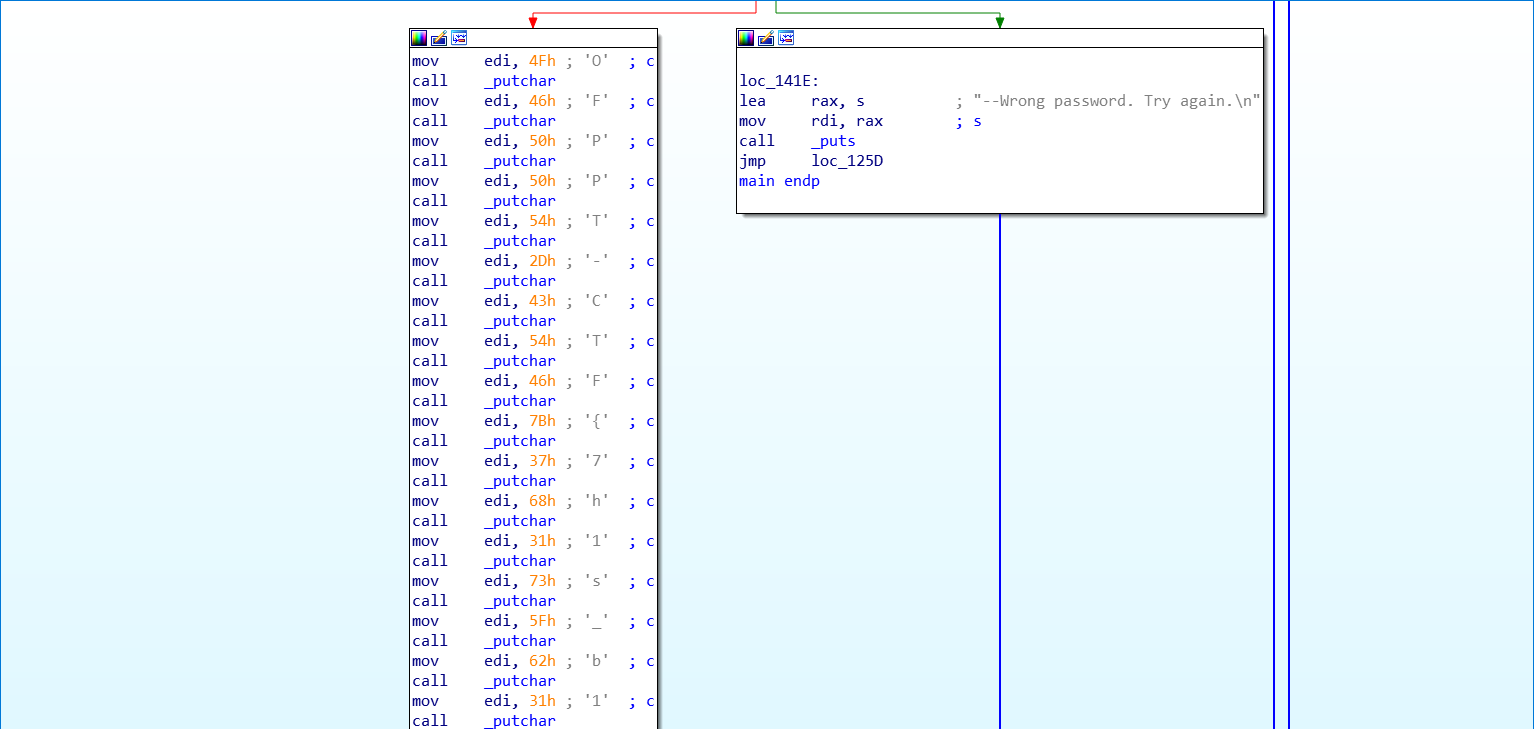 mov     edi, 4Fh ; 'O'  ; c
call    _putchar
mov     edi, 46h ; 'F'  ; c
call    _putchar
mov     edi, 50h ; 'P'  ; c
call    _putchar
mov     edi, 50h ; 'P'  ; c
call    _putchar
mov     edi, 54h ; 'T'  ; c
call    _putchar
mov     edi, 2Dh ; '-'  ; c
call    _putchar
mov     edi, 43h ; 'C'  ; c
call    _putchar
mov     edi, 54h ; 'T'  ; c
call    _putchar
mov     edi, 46h ; 'F'  ; c
call    _putchar
mov     edi, 7Bh ; '{'  ; c
call    _putchar
mov     edi, 37h ; '7'  ; c
call    _putchar
mov     edi, 68h ; 'h'  ; c
call    _putchar
mov     edi, 31h ; '1'  ; c
call    _putchar
mov     edi, 73h ; 's'  ; c
call    _putchar
mov     edi, 5Fh ; '_'  ; c
call    _putchar
mov     edi, 62h ; 'b'  ; c
call    _putchar
mov     edi, 31h ; '1'  ; c
call    _putchar
loc_141E:
lea     rax, s          ; "--Wrong password. Try again.\n"
mov     rdi, rax        ; s
call    _puts
jmp     loc_125D
main endp